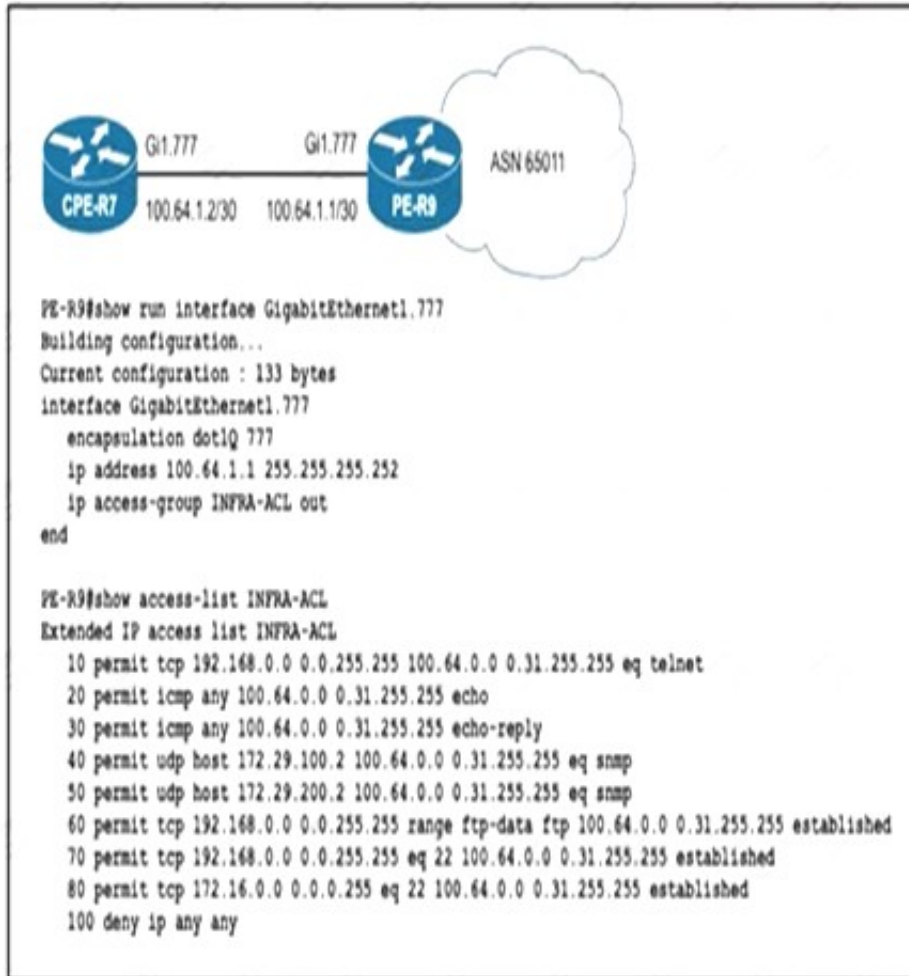 Gi1.777 Gi1.777
ASN 65011
CPE-R7 100.64.1.2/30 100.64.1.1/30 PE-R9
PE-R9#show run interface GigabitEthernet1.777
Building configuration...
Current configuration : 133 bytes
interface GigabitEthernet1.777
encapsulation dot1Q 777
ip address 100.64.1.1 255.255.255.252
ip access-group INFRA-ACL out
end
PE-R9#show access-list INFRA-ACL
Extended IP access list INFRA-ACL
10 permit tcp 192.168.0.0 0.0.255.255 100.64.0.0 0.31.255.255 eq telnet
20 permit icmp any 100.64.0.0 0.31.255.255 echo
30 permit icmp any 100.64.0.0 0.31.255.255 echo-reply
40 permit udp host 172.29.100.2 100.64.0.0 0.31.255.255 eq snmp
50 permit udp host 172.29.200.2 100.64.0.0 0.31.255.255 eq snmp
60 permit tcp 192.168.0.0 0.0.255.255 range ftp-data ftp 100.64.0.0 0.31.255.255 established
70 permit tcp 192.168.0.0 0.0.255.255 eq 22 100.64.0.0 0.31.255.255 established
80 permit tcp 172.16.0.0 0.0.0.255 eq 22 100.64.0.0 0.31.255.255 established
100 deny ip any any